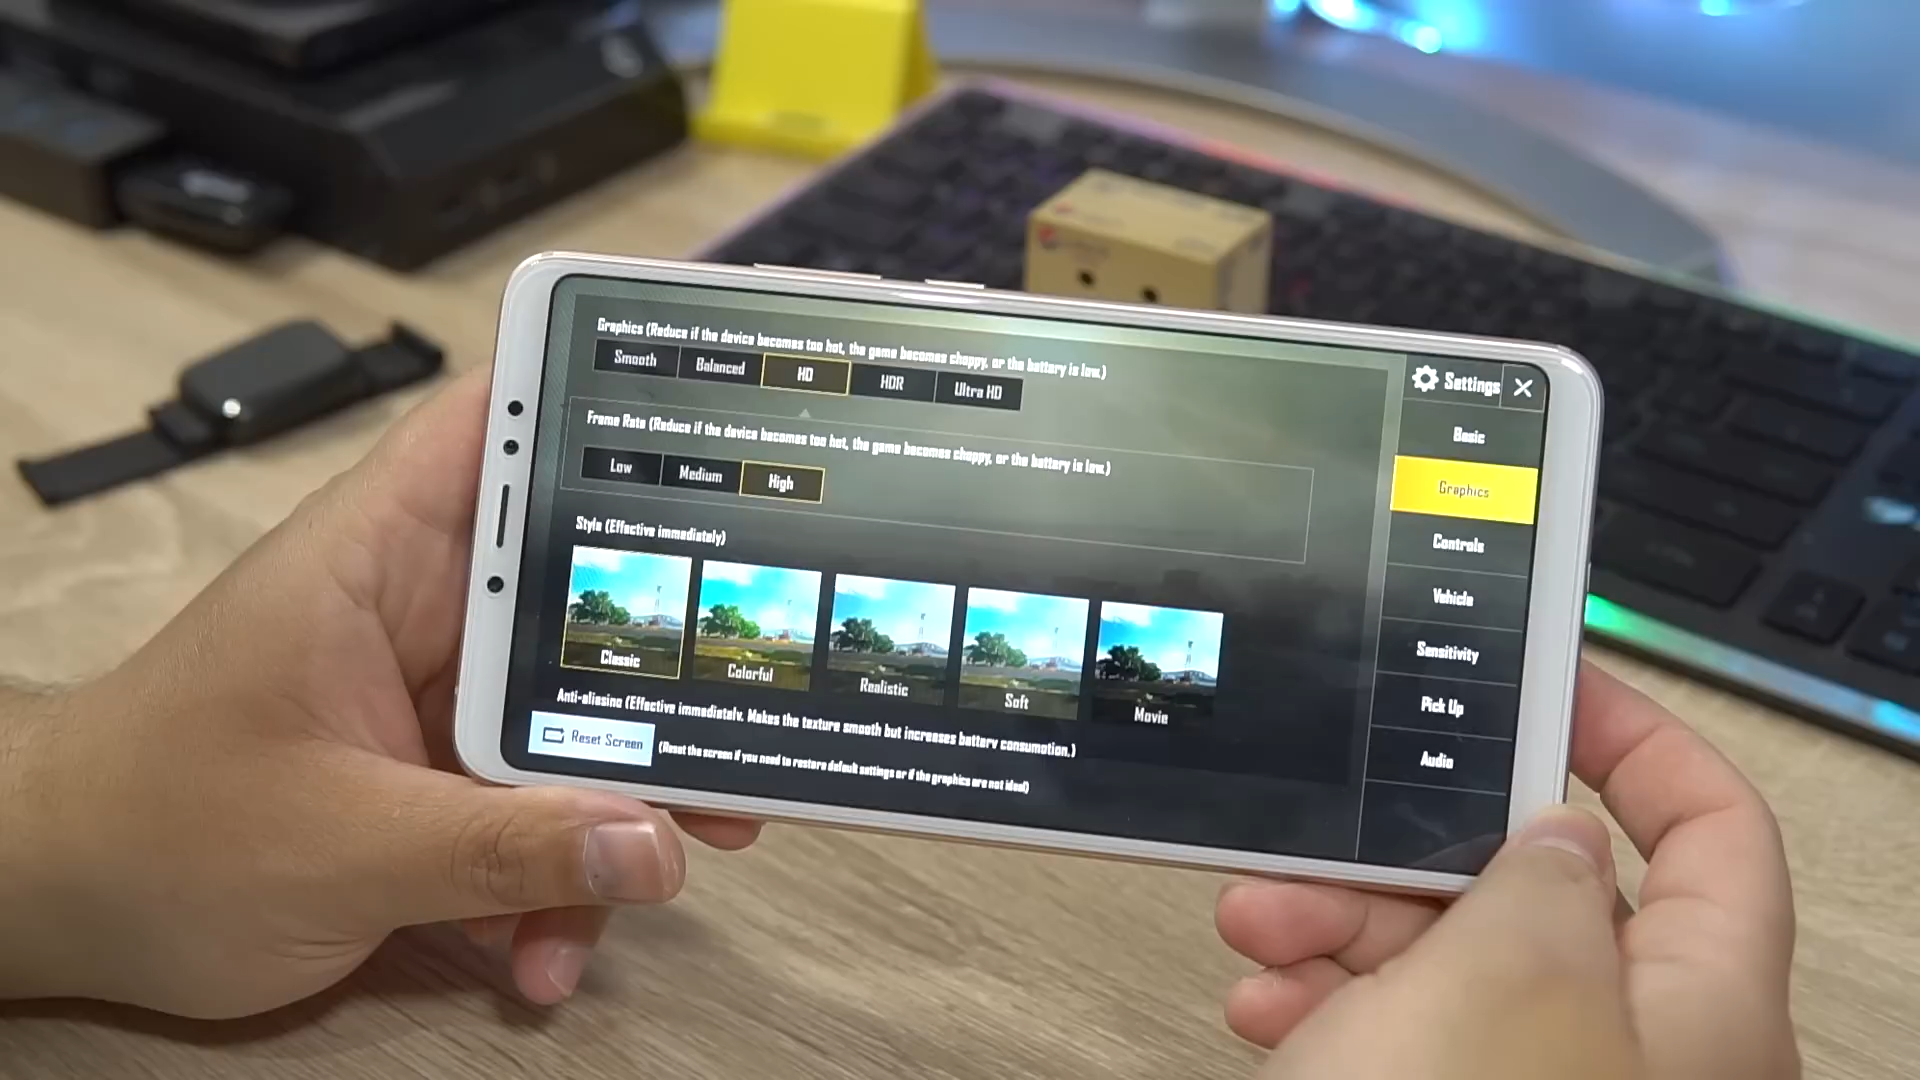 Graphics (Reduce if the device becomes too hot, the game becomes choppy, or the battery is low.)
Smooth Balanced HD HDR Ultra HD
Frame Rate (Reduce if the device becomes too hot, the game becomes choppy, or the battery is low.)
Low Medium High
Style (Effective immediately)
Classic Colorful Realistic Soft Movie
Anti-aliasing (Effective immediately. Makes the texture smooth but increases battery consumption.)
Reset Screen (Reset the screen if you need to restore default settings or if the graphics are not ideal)
Settings X
Basic
Graphics
Controls
Vehicle
Sensitivity
Pick Up
Audio